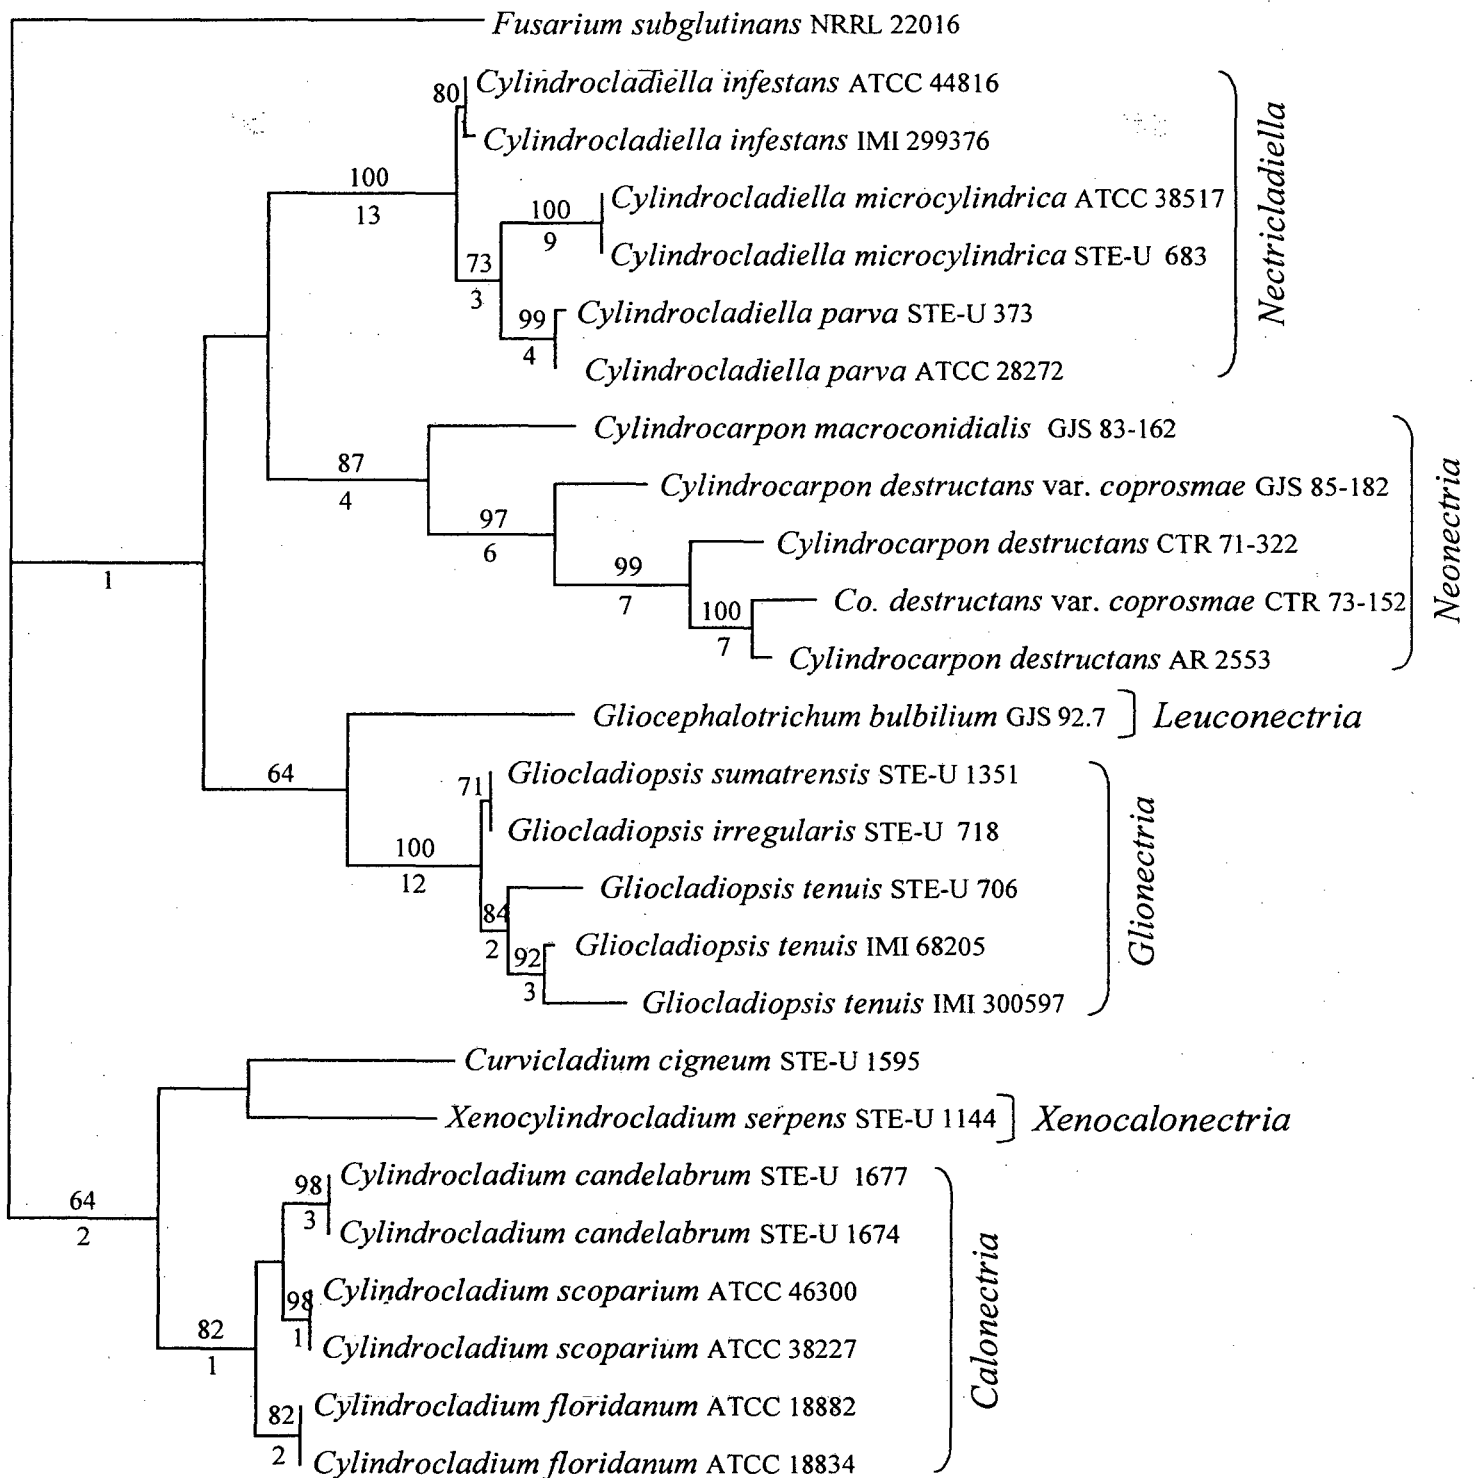 Fusarium subglutinans NRRL 22016
80
Cylindrocladiella infestans ATCC 44816
Cylindrocladiella infestans IMI 299376
100
13
100
9
Cylindrocladiella microcylindrica ATCC 38517
Cylindrocladiella microcylindrica STE-U 683
73
3
99
4
Cylindrocladiella parva STE-U 373
Cylindrocladiella parva ATCC 28272
Nectricladiella
Cylindrocarpon macroconidialis GJS 83-162
87
4
Cylindrocarpon destructans var. coprosmae GJS 85-182
97
6
Cylindrocarpon destructans CTR 71-322
99
7
Co. destructans var. coprosmae CTR 73-152
100
7
Cylindrocarpon destructans AR 2553
Neonectria
1
Gliocephalotrichum bulbilium GJS 92.7
Leuconectria
64
71
Gliocladiopsis sumatrensis STE-U 1351
Gliocladiopsis irregularis STE-U 718
100
12
Gliocladiopsis tenuis STE-U 706
84
2
Gliocladiopsis tenuis IMI 68205
92
3
Gliocladiopsis tenuis IMI 300597
Glionectria
Curvicladium cigneum STE-U 1595
Xenocylindrocladium serpens STE-U 1144
Xenocalonectria
64
2
98
3
Cylindrocladium candelabrum STE-U 1677
Cylindrocladium candelabrum STE-U 1674
98
1
Cylindrocladium scoparium ATCC 46300
Cylindrocladium scoparium ATCC 38227
82
1
82
2
Cylindrocladium floridanum ATCC 18882
Cylindrocladium floridanum ATCC 18834
Calonectria